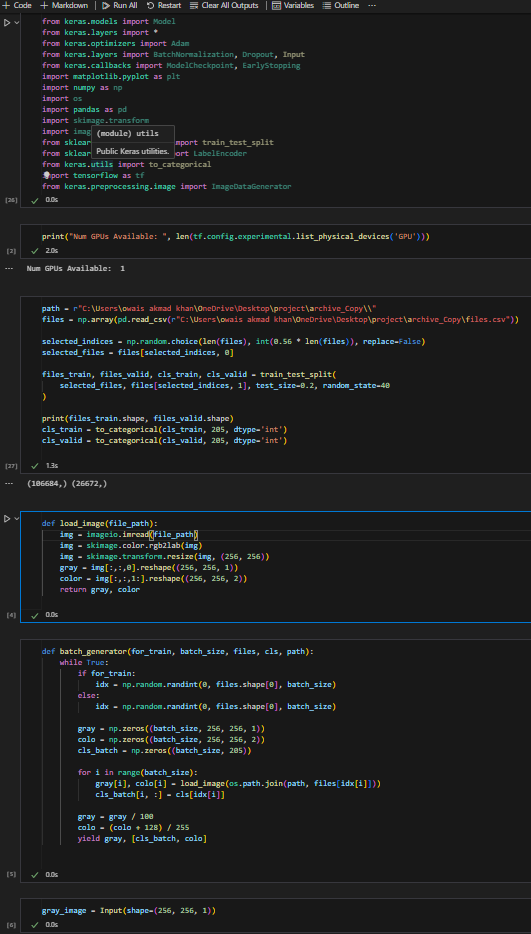 + Code + Markdown Run All Restart Clear All Outputs Variables Outline ...
from keras.models import Model
from keras.layers import *
from keras.optimizers import Adam
from keras.layers import BatchNormalization, Dropout, Input
from keras.callbacks import ModelCheckpoint, EarlyStopping
import matplotlib.pyplot as plt
import numpy as np
import os
import pandas as pd
import skimage.transform
import imag
(module) utils
from sklear mport train_test_split
Public Keras utilities.
from sklear ort LabelEncoder
from keras.utils import to_categorical
import tensorflow as tf
from keras.preprocessing.image import ImageDataGenerator
[26] 0.0s
print("Num GPUs Available: ", len(tf.config.experimental.list_physical_devices('GPU')))
[2] 2.0s
... Num GPUs Available: 1
path = r"C:\Users\owais akmad khan\OneDrive\Desktop\project\archive_Copy\\"
files = np.array(pd.read_csv(r"C:\Users\owais akmad khan\OneDrive\Desktop\project\archive_Copy\files.csv"))
selected_indices = np.random.choice(len(files), int(0.56 * len(files)), replace=False)
selected_files = files[selected_indices, 0]
files_train, files_valid, cls_train, cls_valid = train_test_split(
selected_files, files[selected_indices, 1], test_size=0.2, random_state=40
)
print(files_train.shape, files_valid.shape)
cls_train = to_categorical(cls_train, 205, dtype='int')
cls_valid = to_categorical(cls_valid, 205, dtype='int')
[27] 1.3s
... (106684,) (26672,)
def load_image(file_path):
img = imageio.imread(file_path)
img = skimage.color.rgb2lab(img)
img = skimage.transform.resize(img, (256, 256))
gray = img[:,:,0].reshape((256, 256, 1))
color = img[:,:,1:].reshape((256, 256, 2))
return gray, color
[4] 0.0s
def batch_generator(for_train, batch_size, files, cls, path):
while True:
if for_train:
idx = np.random.randint(0, files.shape[0], batch_size)
else:
idx = np.random.randint(0, files.shape[0], batch_size)
gray = np.zeros((batch_size, 256, 256, 1))
colo = np.zeros((batch_size, 256, 256, 2))
cls_batch = np.zeros((batch_size, 205))
for i in range(batch_size):
gray[i], colo[i] = load_image(os.path.join(path, files[idx[i]]))
cls_batch[i, :] = cls[idx[i]]
gray = gray / 100
colo = (colo + 128) / 255
yield gray, [cls_batch, colo]
[5] 0.0s
gray_image = Input(shape=(256, 256, 1))
[6] 0.0s